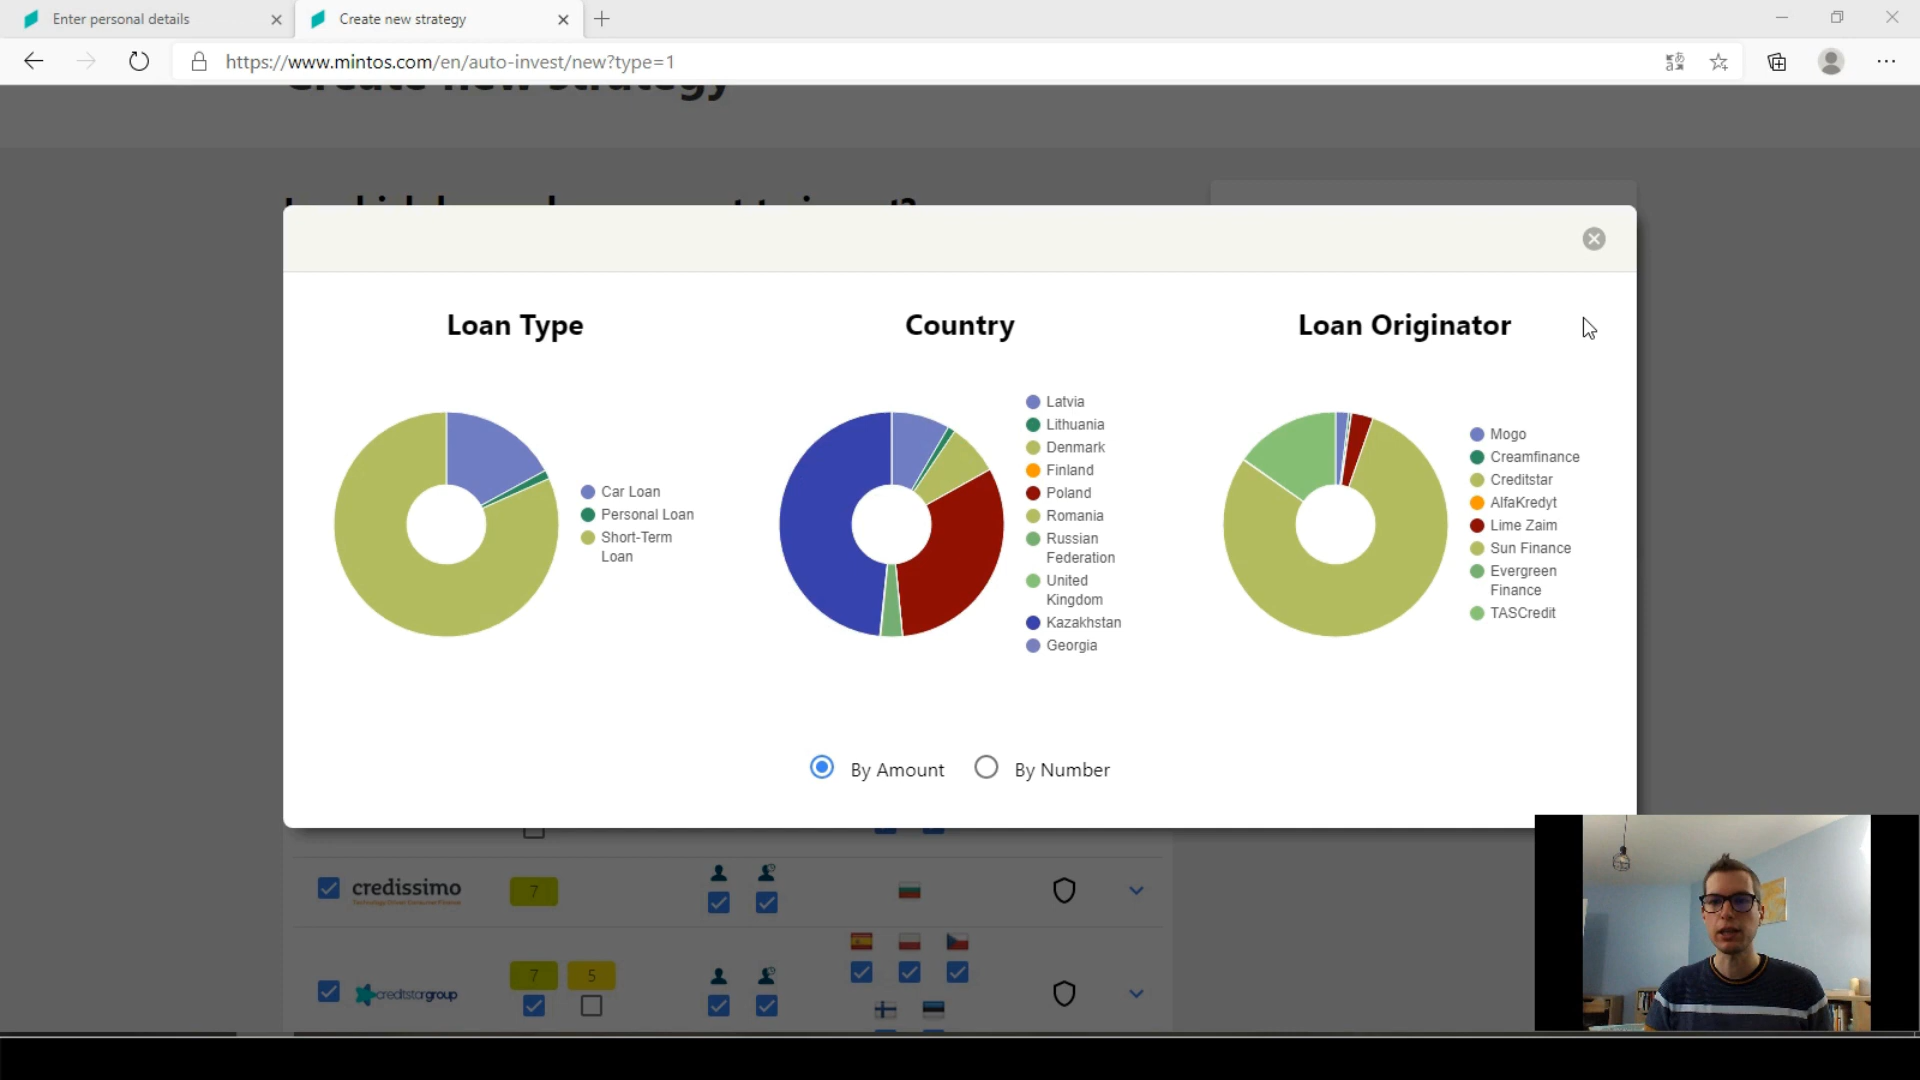 Enter personal details
Create new strategy
https://www.mintos.com/en/auto-invest/new?type=1
Create new strategy
Loan Type
Country
Loan Originator
Car Loan
Personal Loan
Short-Term
Loan
Latvia
Lithuania
Denmark
Finland
Poland
Romania
Russian
Federation
United
Kingdom
Kazakhstan
Georgia
Mogo
Creamfinance
Creditstar
AlfaKredyt
Lime Zaim
Sun Finance
Evergreen
Finance
TASCredit
By Amount
By Number
credissimo
7
7
5
creditstargroup